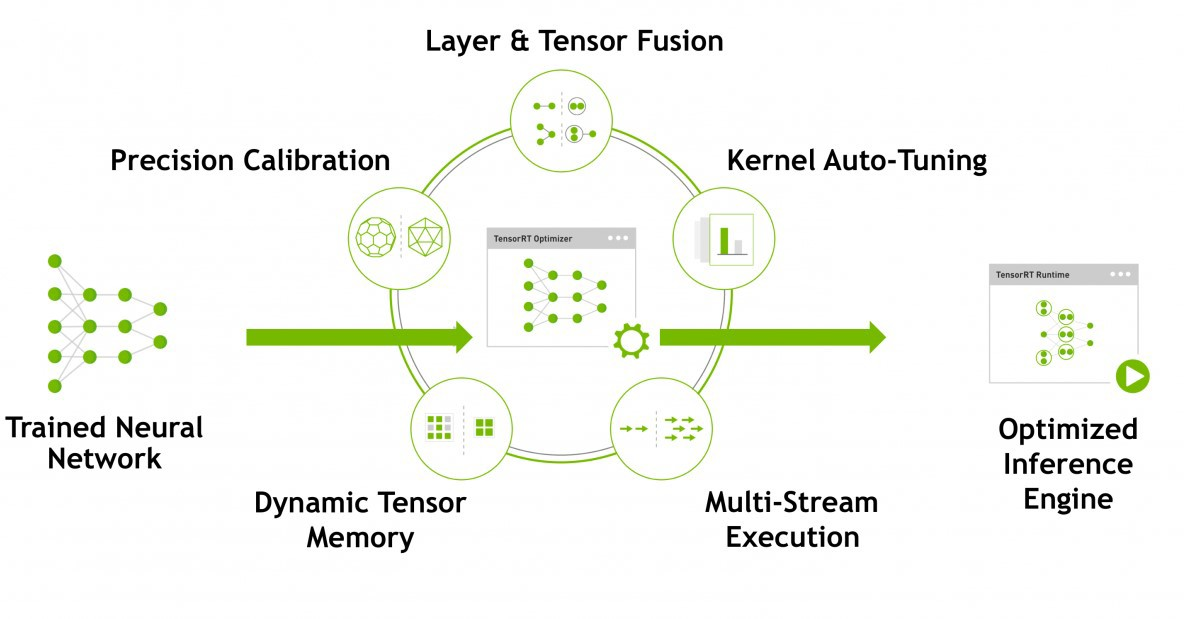 Layer & Tensor Fusion
Precision Calibration
Kernel Auto-Tuning
TensorRT Optimizer
TensorRT Runtime
Trained Neural
Network
Optimized
Inference
Engine
Dynamic Tensor
Memory
Multi-Stream
Execution